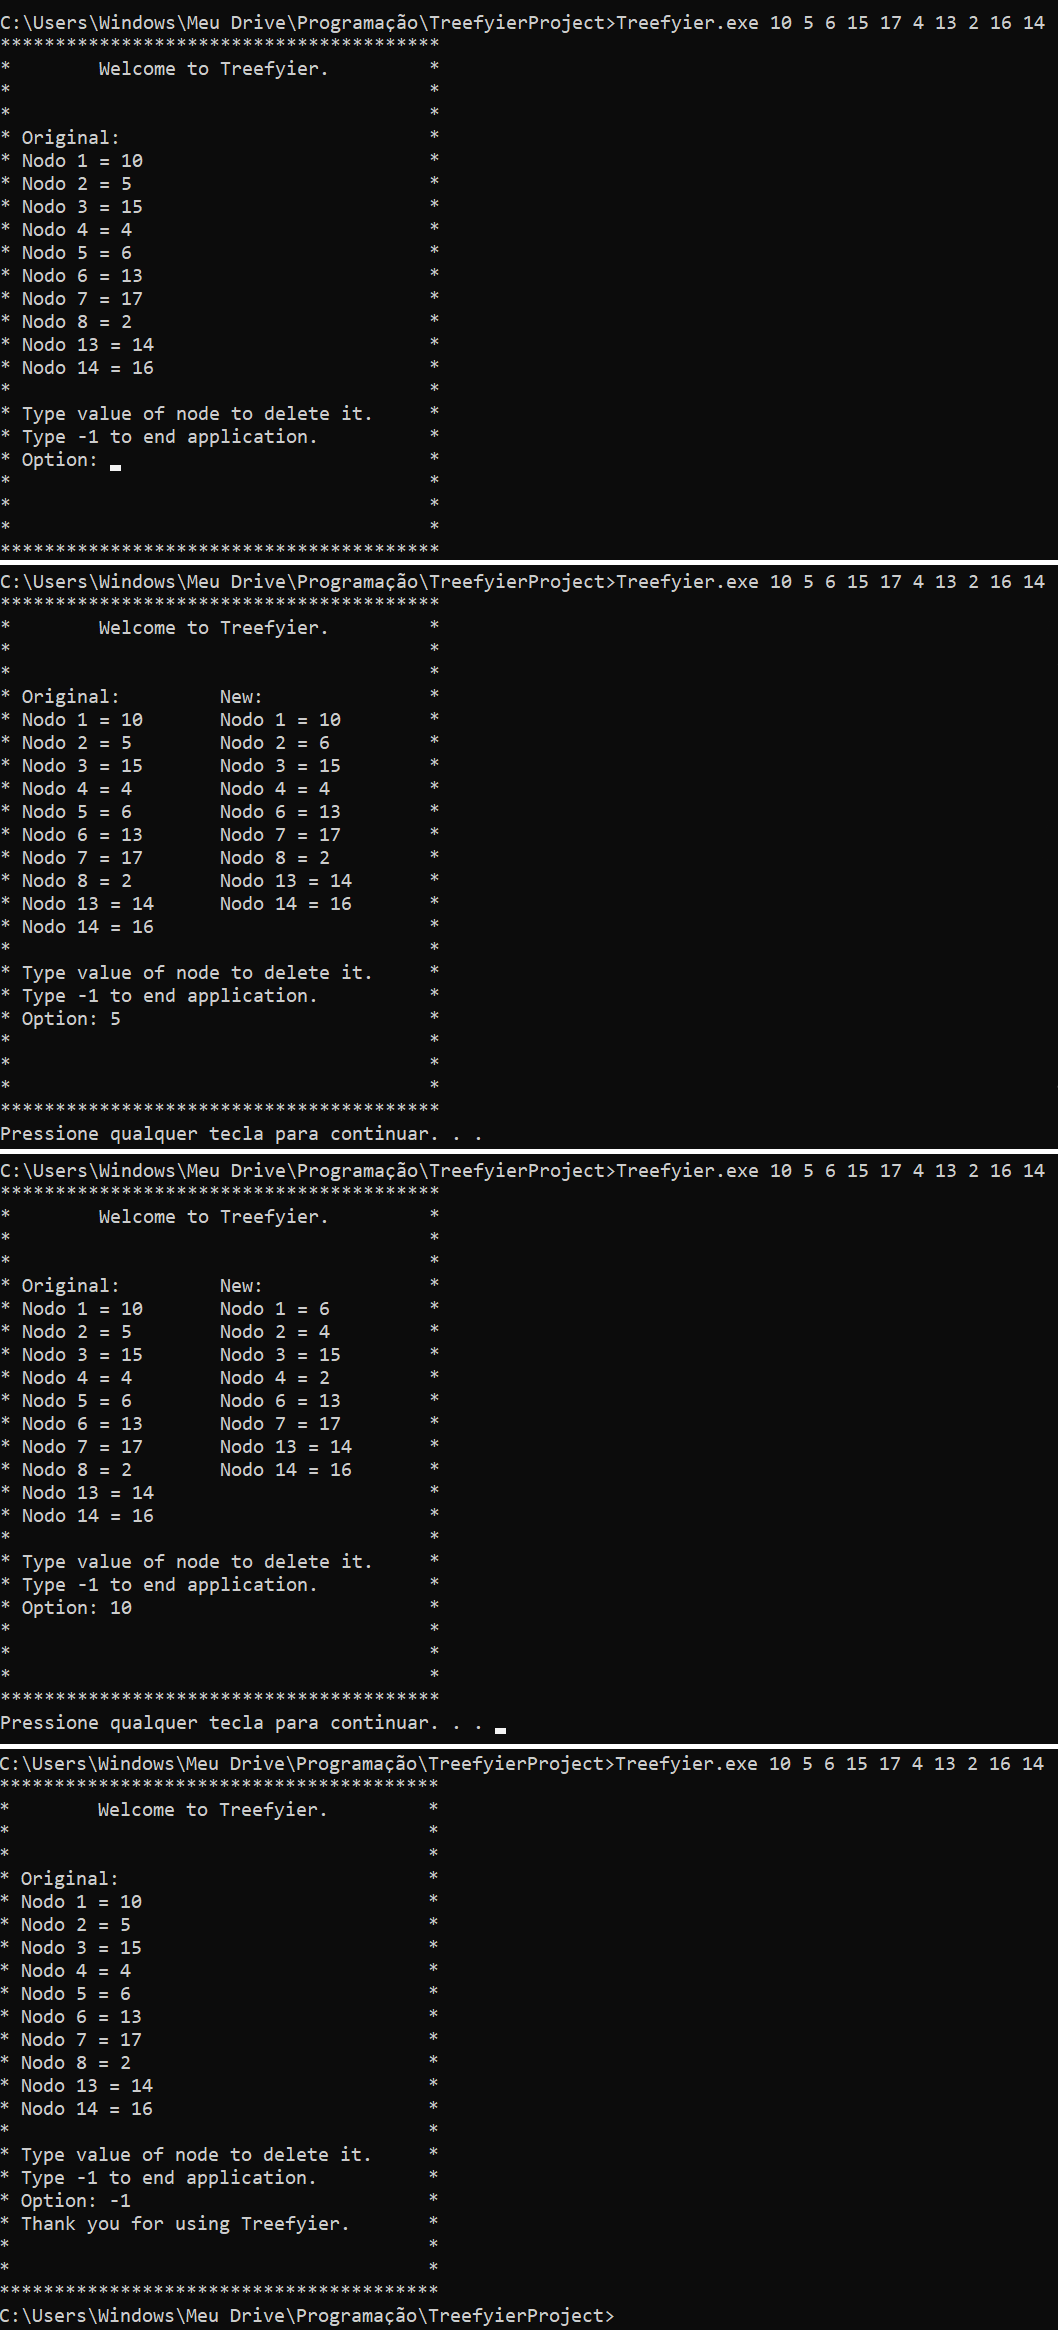 C:\Users\Windows\Meu Drive\Programação\TreefyierProject>Treefyier.exe 10 5 6 15 17 4 13 2 16 14
****************************************
*        Welcome to Treefyier.         *
*                                      *
*                                      *
* Original:                            *
* Nodo 1 = 10                          *
* Nodo 2 = 5                           *
* Nodo 3 = 15                          *
* Nodo 4 = 4                           *
* Nodo 5 = 6                           *
* Nodo 6 = 13                          *
* Nodo 7 = 17                          *
* Nodo 8 = 2                           *
* Nodo 13 = 14                         *
* Nodo 14 = 16                         *
*                                      *
* Type value of node to delete it.     *
* Type -1 to end application.          *
* Option:                              *
*                                      *
*                                      *
*                                      *
****************************************
C:\Users\Windows\Meu Drive\Programação\TreefyierProject>Treefyier.exe 10 5 6 15 17 4 13 2 16 14
****************************************
*        Welcome to Treefyier.         *
*                                      *
*                                      *
* Original:         New:               *
* Nodo 1 = 10       Nodo 1 = 10        *
* Nodo 2 = 5        Nodo 2 = 6         *
* Nodo 3 = 15       Nodo 3 = 15        *
* Nodo 4 = 4        Nodo 4 = 4         *
* Nodo 5 = 6        Nodo 6 = 13        *
* Nodo 6 = 13       Nodo 7 = 17        *
* Nodo 7 = 17       Nodo 8 = 2         *
* Nodo 8 = 2        Nodo 13 = 14       *
* Nodo 13 = 14      Nodo 14 = 16       *
* Nodo 14 = 16                         *
*                                      *
* Type value of node to delete it.     *
* Type -1 to end application.          *
* Option: 5                            *
*                                      *
*                                      *
*                                      *
****************************************
Pressione qualquer tecla para continuar. . .
C:\Users\Windows\Meu Drive\Programação\TreefyierProject>Treefyier.exe 10 5 6 15 17 4 13 2 16 14
****************************************
*        Welcome to Treefyier.         *
*                                      *
*                                      *
* Original:         New:               *
* Nodo 1 = 10       Nodo 1 = 6         *
* Nodo 2 = 5        Nodo 2 = 4         *
* Nodo 3 = 15       Nodo 3 = 15        *
* Nodo 4 = 4        Nodo 4 = 2         *
* Nodo 5 = 6        Nodo 6 = 13        *
* Nodo 6 = 13       Nodo 7 = 17        *
* Nodo 7 = 17       Nodo 13 = 14       *
* Nodo 8 = 2        Nodo 14 = 16       *
* Nodo 13 = 14                         *
* Nodo 14 = 16                         *
*                                      *
* Type value of node to delete it.     *
* Type -1 to end application.          *
* Option: 10                           *
*                                      *
*                                      *
*                                      *
****************************************
Pressione qualquer tecla para continuar. . .
C:\Users\Windows\Meu Drive\Programação\TreefyierProject>Treefyier.exe 10 5 6 15 17 4 13 2 16 14
****************************************
*        Welcome to Treefyier.         *
*                                      *
*                                      *
* Original:                            *
* Nodo 1 = 10                          *
* Nodo 2 = 5                           *
* Nodo 3 = 15                          *
* Nodo 4 = 4                           *
* Nodo 5 = 6                           *
* Nodo 6 = 13                          *
* Nodo 7 = 17                          *
* Nodo 8 = 2                           *
* Nodo 13 = 14                         *
* Nodo 14 = 16                         *
*                                      *
* Type value of node to delete it.     *
* Type -1 to end application.          *
* Option: -1                           *
* Thank you for using Treefyier.       *
*                                      *
*                                      *
****************************************
C:\Users\Windows\Meu Drive\Programação\TreefyierProject>